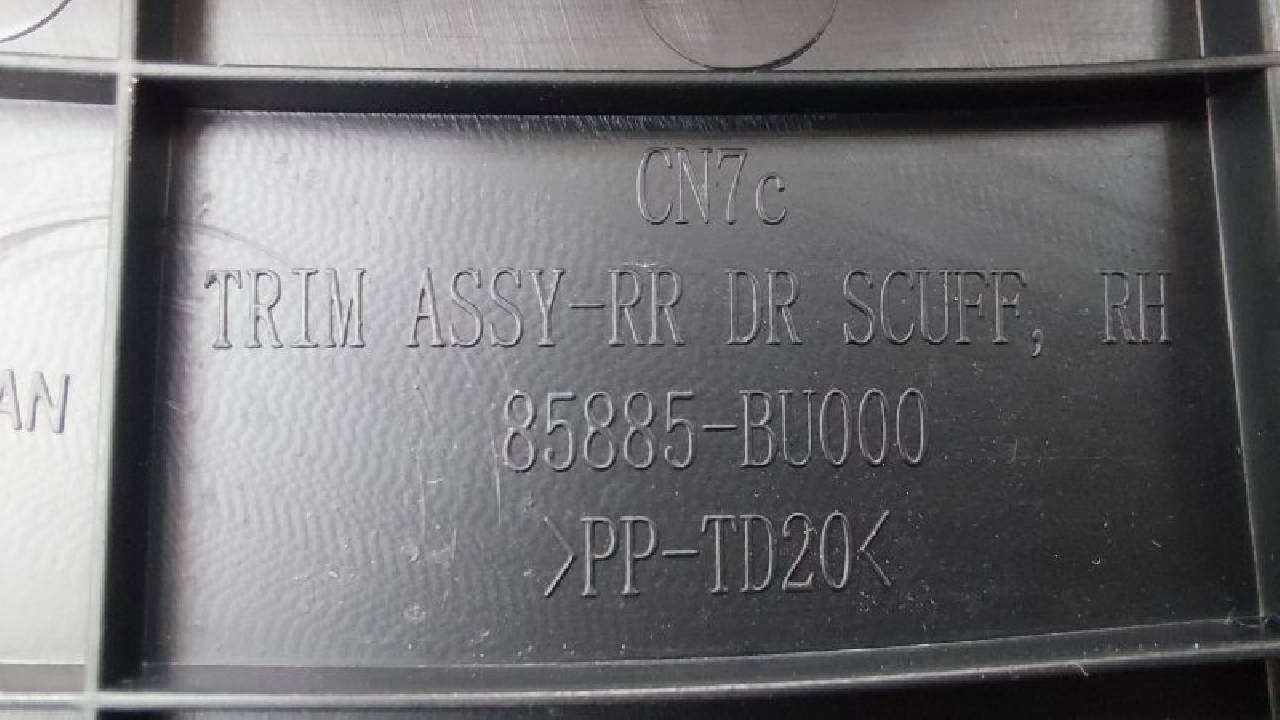 CN7c
TRIM ASSY-RR DR SCUFF, RH
85885-BU000
>PP-TD20<